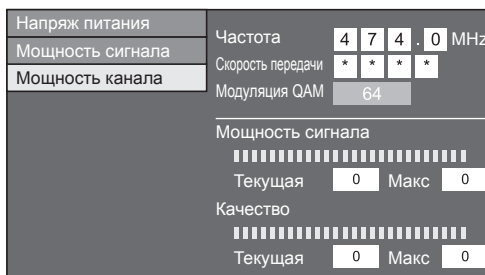 Напряж питания
Мощность сигнала
Мощность канала
Частота 4 7 4 . 0 MHz
Скорость передачи * * * *
Модуляция QAM 64
Мощность сигнала
Текущая 0 Макс 0
Качество
Текущая 0 Макс 0